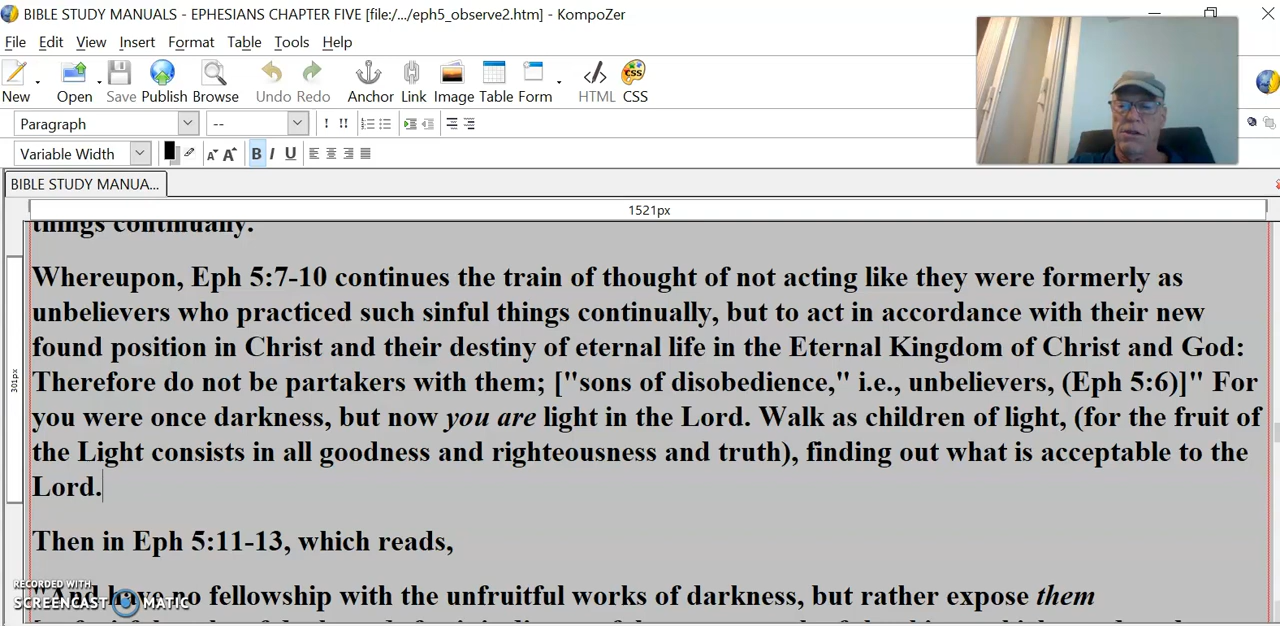 BIBLE STUDY MANUALS - EPHESIANS CHAPTER FIVE [file:/.../eph5_observe2.htm] - KompoZer
File Edit View Insert Format Table Tools Help
New Open Save Publish Browse Undo Redo Anchor Link Image Table Form HTML CSS
Paragraph --  ! !!
Variable Width A A B I U
BIBLE STUDY MANUA...
1521px
301px
things continually.
Whereupon, Eph 5:7-10 continues the train of thought of not acting like they were formerly as
unbelievers who practiced such sinful things continually, but to act in accordance with their new
found position in Christ and their destiny of eternal life in the Eternal Kingdom of Christ and God:
Therefore do not be partakers with them; ["sons of disobedience," i.e., unbelievers, (Eph 5:6)]" For
you were once darkness, but now you are light in the Lord. Walk as children of light, (for the fruit of
the Light consists in all goodness and righteousness and truth), finding out what is acceptable to the
Lord.
Then in Eph 5:11-13, which reads,
"And have no fellowship with the unfruitful works of darkness, but rather expose them
RECORDED WITH
SCREENCAST MATIC